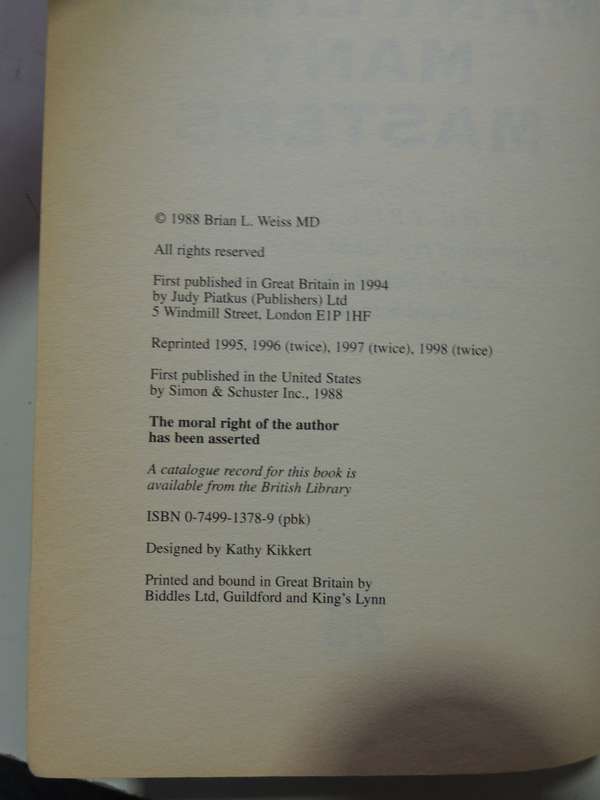 © 1988 Brian L. Weiss MD
All rights reserved
First published in Great Britain in 1994
by Judy Piatkus (Publishers) Ltd
5 Windmill Street, London E1P 1HF
Reprinted 1995, 1996 (twice), 1997 (twice), 1998 (twice)
First published in the United States
by Simon & Schuster Inc., 1988
The moral right of the author
has been asserted
A catalogue record for this book is
available from the British Library
ISBN 0-7499-1378-9 (pbk)
Designed by Kathy Kikkert
Printed and bound in Great Britain by
Biddles Ltd, Guildford and King's Lynn